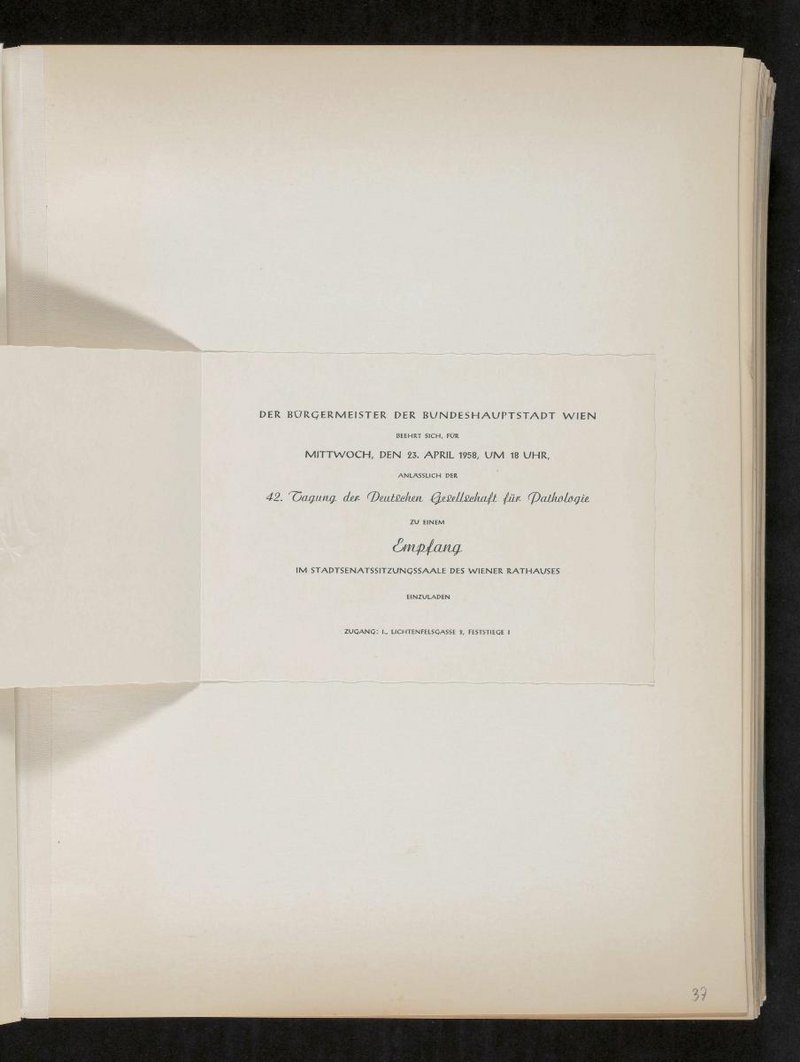 DER BÜRGERMEISTER DER BUNDESHAUPTSTADT WIEN
BEEHRT SICH, FÜR
MITTWOCH, DEN 23. APRIL 1958, UM 18 UHR,
ANLÄSSLICH DER
42. Tagung der Deutschen Gesellschaft für Pathologie
ZU EINEM
Empfang
IM STADTSENATSSITZUNGSSAALE DES WIENER RATHAUSES
EINZULADEN
ZUGANG: I., LICHTENFELSGASSE 2, FESTSTIEGE I
37